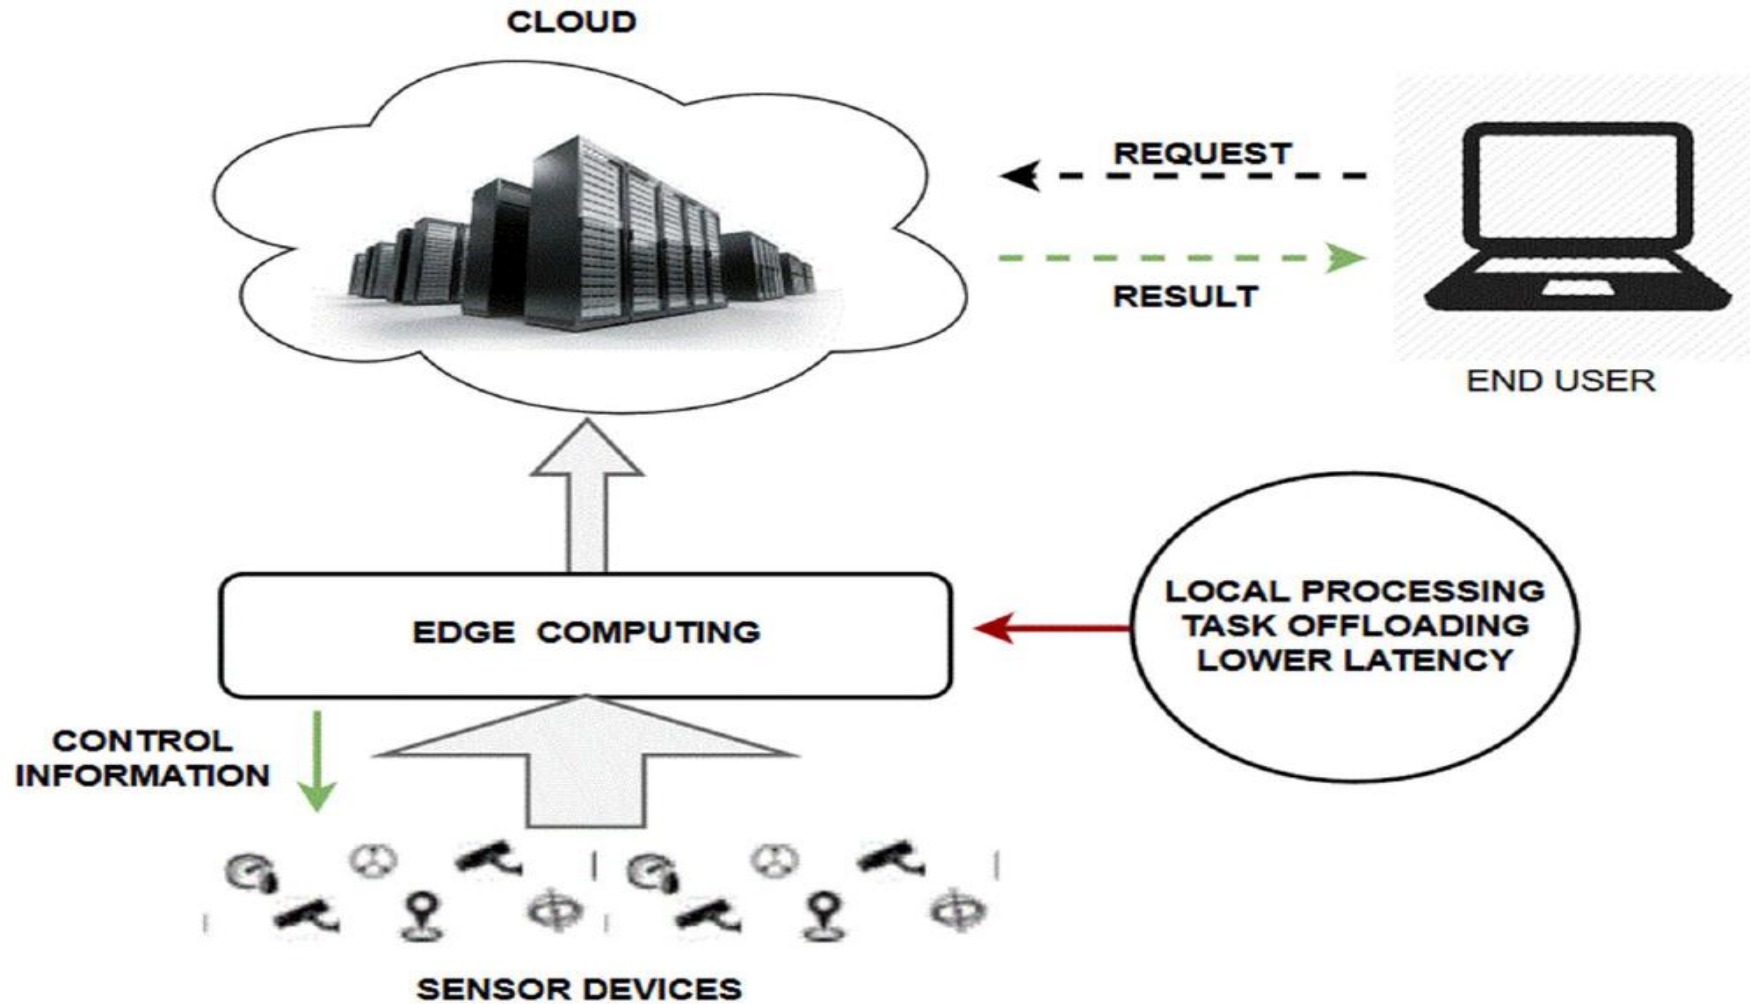 CLOUD
REQUEST
RESULT
END USER
EDGE COMPUTING
LOCAL PROCESSING
TASK OFFLOADING
LOWER LATENCY
CONTROL
INFORMATION
SENSOR DEVICES